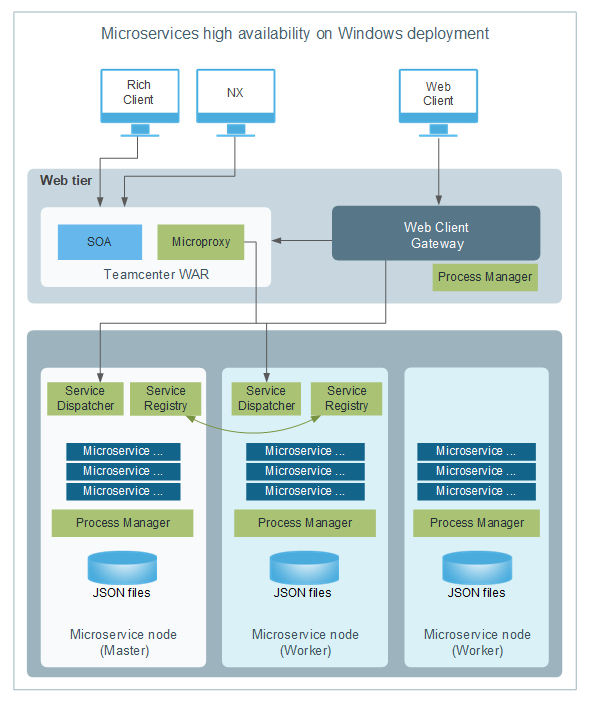 Microservices high availability on Windows deployment
Rich
Client
NX
Web
Client
Web tier
SOA
Microproxy
Teamcenter WAR
Web Client
Gateway
Process Manager
Service
Dispatcher
Service
Registry
Service
Dispatcher
Service
Registry
Microservice ...
Microservice ...
Microservice ...
Microservice ...
Microservice ...
Microservice ...
Microservice ...
Microservice ...
Microservice ...
Process Manager
Process Manager
Process Manager
JSON files
JSON files
JSON files
Microservice node
(Master)
Microservice node
(Worker)
Microservice node
(Worker)